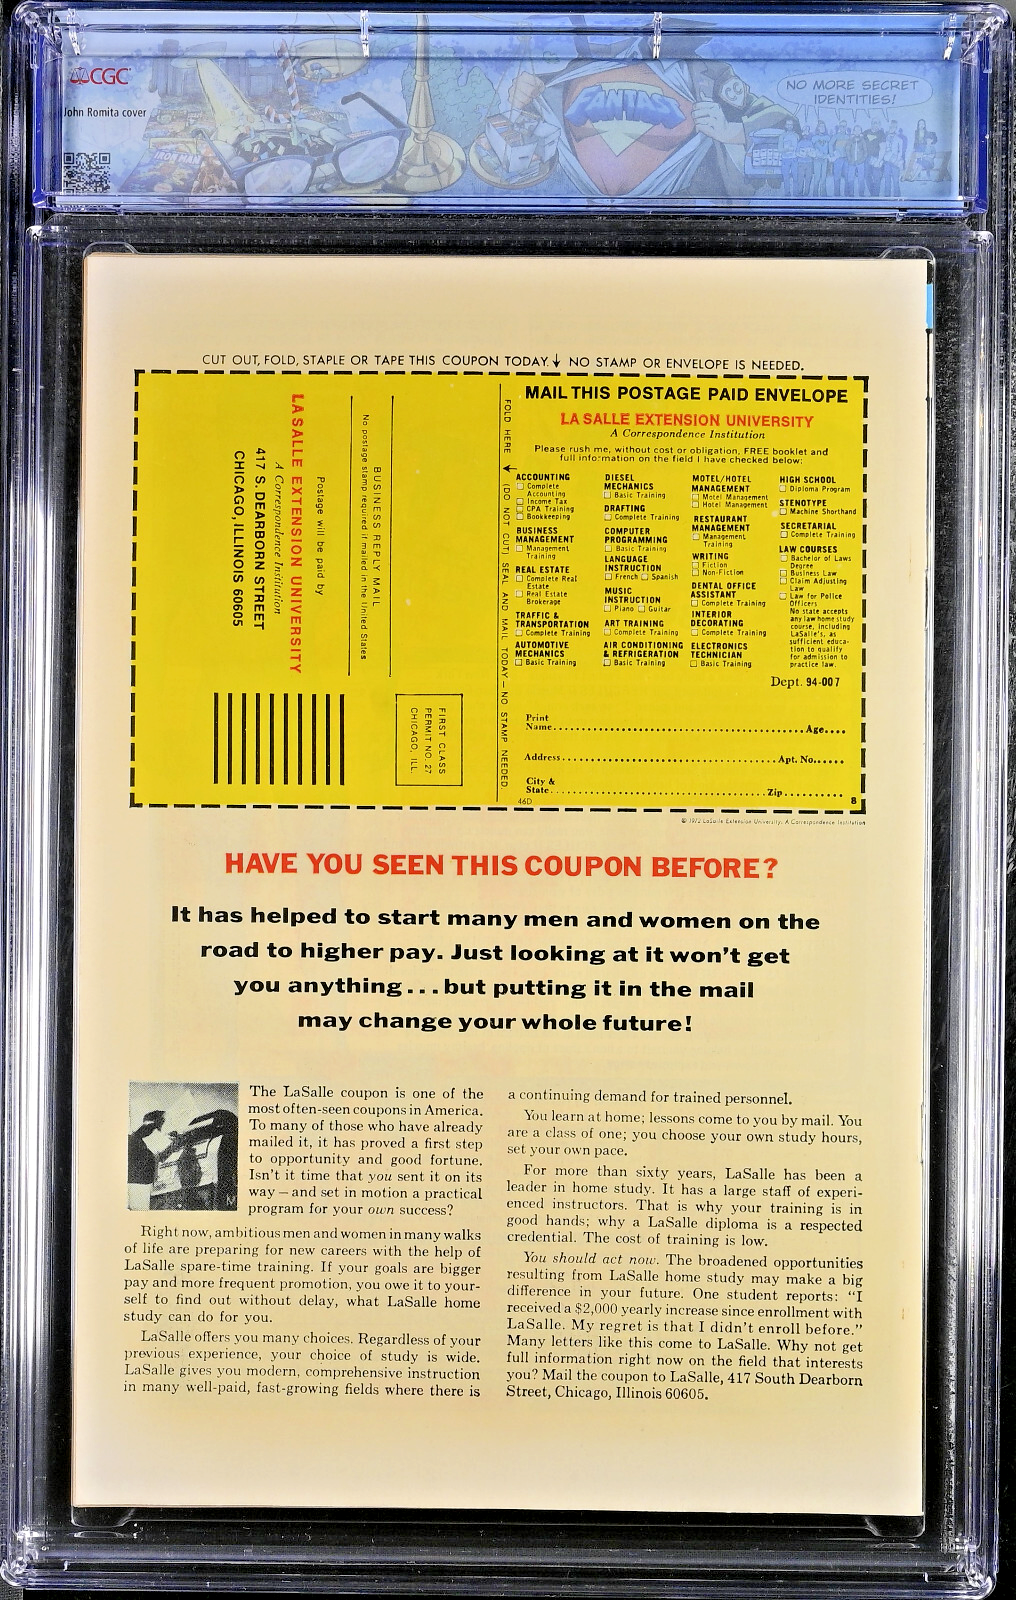 CGC
John Romita cover
IRON MAN
FANTAST
NO MORE SECRET
IDENTITIES!
CUT OUT, FOLD, STAPLE OR TAPE THIS COUPON TODAY. ↓ NO STAMP OR ENVELOPE IS NEEDED.
LA SALLE EXTENSION UNIVERSITY
A Correspondence Institution
417 S. DEARBORN STREET
CHICAGO, ILLINOIS 60605
Postage will be paid by
BUSINESS REPLY MAIL
No postage stamp required if mailed in the United States
FIRST CLASS
PERMIT NO. 27
CHICAGO, ILL.
FOLD HERE ↓ (DO NOT CUT) SEAL AND MAIL TODAY — NO STAMP NEEDED.
MAIL THIS POSTAGE PAID ENVELOPE
LA SALLE EXTENSION UNIVERSITY
A Correspondence Institution
Please rush me, without cost or obligation, FREE booklet and
full information on the field I have checked below:
ACCOUNTING
☐ Complete
Accounting
☐ Income Tax
☐ CPA Training
☐ Bookkeeping
BUSINESS
MANAGEMENT
☐ Management
Training
REAL ESTATE
☐ Complete Real
Estate
☐ Real Estate
Brokerage
TRAFFIC &
TRANSPORTATION
☐ Complete Training
AUTOMOTIVE
MECHANICS
☐ Basic Training
DIESEL
MECHANICS
☐ Basic Training
DRAFTING
☐ Complete Training
COMPUTER
PROGRAMMING
☐ Basic Training
LANGUAGE
INSTRUCTION
☐ French ☐ Spanish
MUSIC
INSTRUCTION
☐ Piano ☐ Guitar
ART TRAINING
☐ Complete Training
AIR CONDITIONING
& REFRIGERATION
☐ Basic Training
MOTEL/HOTEL
MANAGEMENT
☐ Motel Management
☐ Hotel Management
RESTAURANT
MANAGEMENT
☐ Management
Training
WRITING
☐ Fiction
☐ Non-Fiction
DENTAL OFFICE
ASSISTANT
☐ Complete Training
INTERIOR
DECORATING
☐ Complete Training
ELECTRONICS
TECHNICIAN
☐ Basic Training
HIGH SCHOOL
☐ Diploma Program
STENOTYPE
☐ Machine Shorthand
SECRETARIAL
☐ Complete Training
LAW COURSES
☐ Bachelor of Laws
Degree
☐ Business Law
☐ Claim Adjusting
Law
☐ Law for Police
Officers
No state accepts
any law home study
course, including
LaSalle's, as
sufficient educa-
tion to qualify
for admission to
practice law.
Dept. 94-007
Print
Name........Age....
Address........Apt. No......
City &
State........Zip..........
46D 8
© 1972 LaSalle Extension University. A Correspondence Institution
HAVE YOU SEEN THIS COUPON BEFORE?
It has helped to start many men and women on the
road to higher pay. Just looking at it won't get
you anything...but putting it in the mail
may change your whole future!
The LaSalle coupon is one of the
most often-seen coupons in America.
To many of those who have already
mailed it, it has proved a first step
to opportunity and good fortune.
Isn't it time that you sent it on its
way—and set in motion a practical
program for your own success?
Right now, ambitious men and women in many walks
of life are preparing for new careers with the help of
LaSalle spare-time training. If your goals are bigger
pay and more frequent promotion, you owe it to your-
self to find out without delay, what LaSalle home
study can do for you.
LaSalle offers you many choices. Regardless of your
previous experience, your choice of study is wide.
LaSalle gives you modern, comprehensive instruction
in many well-paid, fast-growing fields where there is
a continuing demand for trained personnel.
You learn at home; lessons come to you by mail. You
are a class of one; you choose your own study hours,
set your own pace.
For more than sixty years, LaSalle has been a
leader in home study. It has a large staff of experi-
enced instructors. That is why your training is in
good hands; why a LaSalle diploma is a respected
credential. The cost of training is low.
You should act now. The broadened opportunities
resulting from LaSalle home study may make a big
difference in your future. One student reports: "I
received a $2,000 yearly increase since enrollment with
LaSalle. My regret is that I didn't enroll before."
Many letters like this come to LaSalle. Why not get
full information right now on the field that interests
you? Mail the coupon to LaSalle, 417 South Dearborn
Street, Chicago, Illinois 60605.